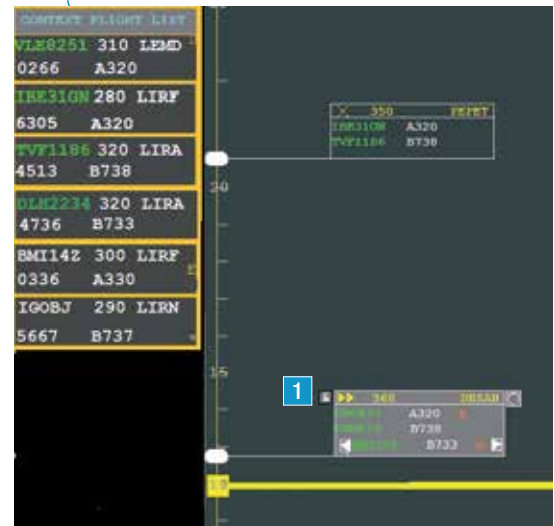 CONTEXT FLIGHT LIST
VLE8251 310 LEMD
0266 A320
IBE31GN 280 LIRF
6305 A320
TVF1186 320 LIRA
4513 B738
DLH2234 320 LIRA
4736 B733
BMI14Z 300 LIRF
0336 A330
IGOBJ 290 LIRN
5667 B737
350 PEPET
IBE31GN A320
TVF1186 B738
20
15
1
360
A320
B738
B733